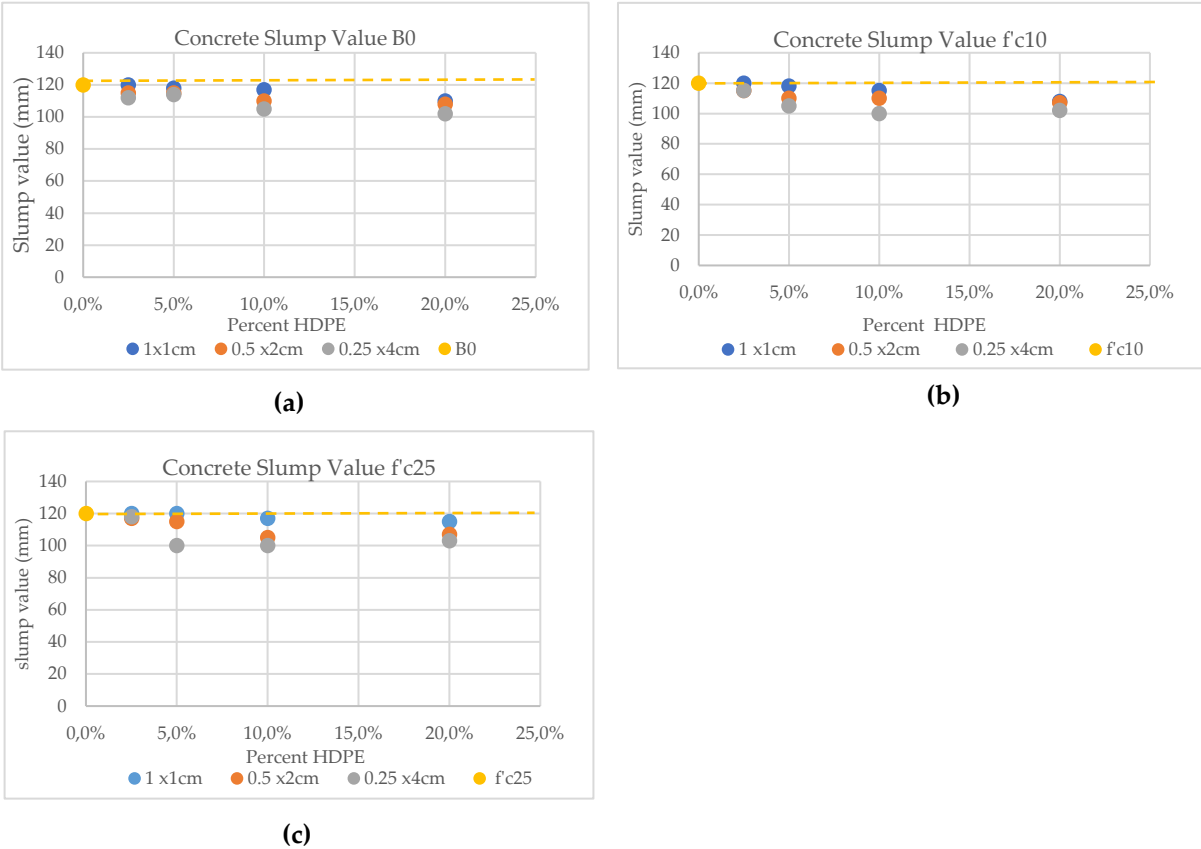 Concrete Slump Value B0
Slump value (mm)
140
120
100
80
60
40
20
0
0,0% 5,0% 10,0% 15,0% 20,0% 25,0%
Percent HDPE
1x1cm 0.5 x2cm 0.25 x4cm B0
(a)
Concrete Slump Value f'c10
Slump value (mm)
140
120
100
80
60
40
20
0
0,0% 5,0% 10,0% 15,0% 20,0% 25,0%
Percent HDPE
1 x1cm 0.5 x2cm 0.25 x4cm f'c10
(b)
Concrete Slump Value f'c25
slump value (mm)
140
120
100
80
60
40
20
0
0,0% 5,0% 10,0% 15,0% 20,0% 25,0%
Percent HDPE
1 x1cm 0.5 x2cm 0.25 x4cm f'c25
(c)